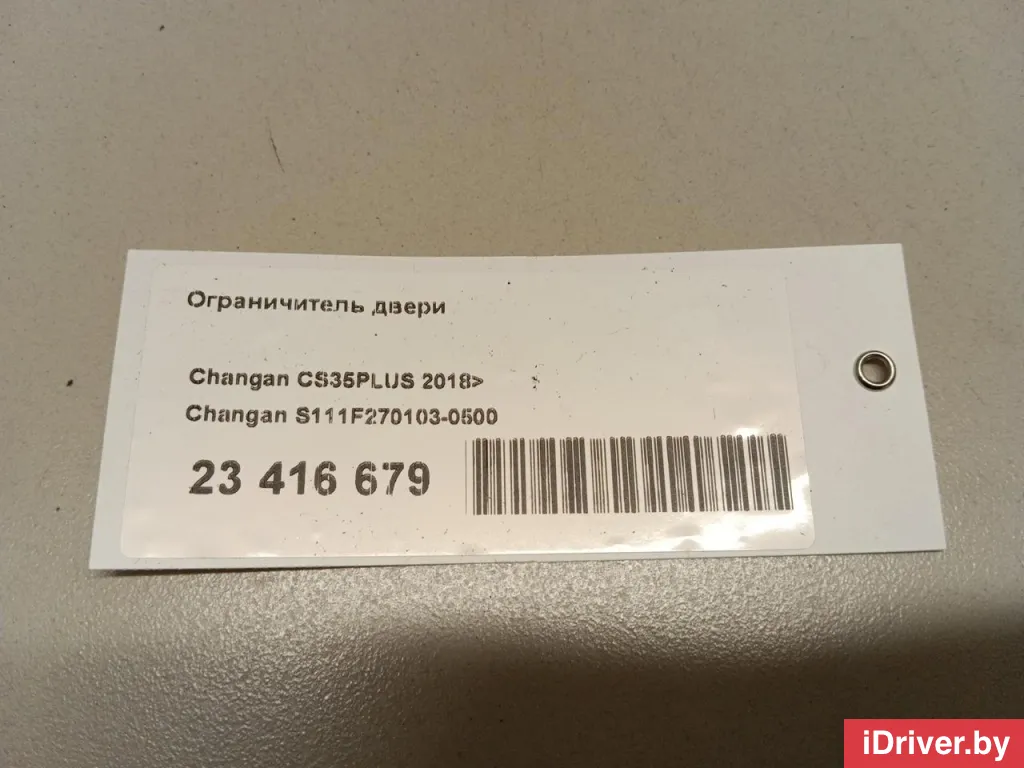 Ограничитель двери
Changan CS35PLUS 2018>
Changan S111F270103-0500
23 416 679
iDriver.by